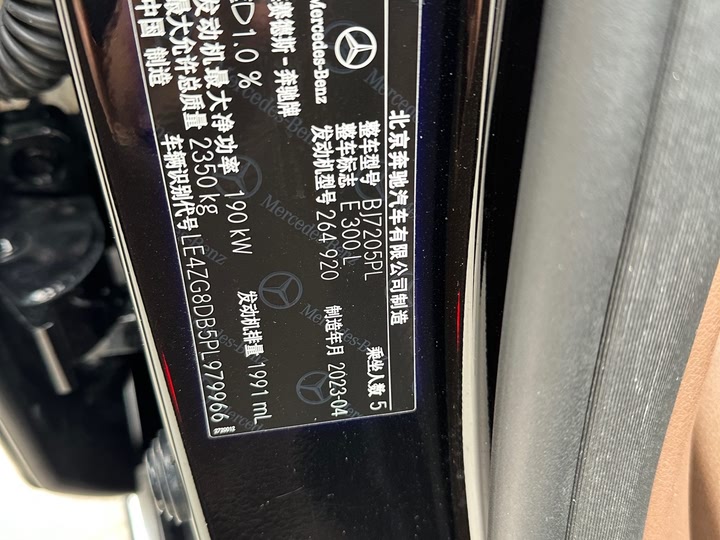 北京奔驰汽车有限公司制造
整车型号 BJ7205PL 乘坐人数 5
整车标志 E 300 L
发动机型号 264 920 制造年月 2023-04
Mercedes-Benz
梅赛德斯-奔驰牌
1.0 % 发动机排量 1991 mL
发动机最大净功率 190 kW
最大允许总质量 2350 kg
中国 制造 车辆识别代号 LE4ZG8DB5PL979966